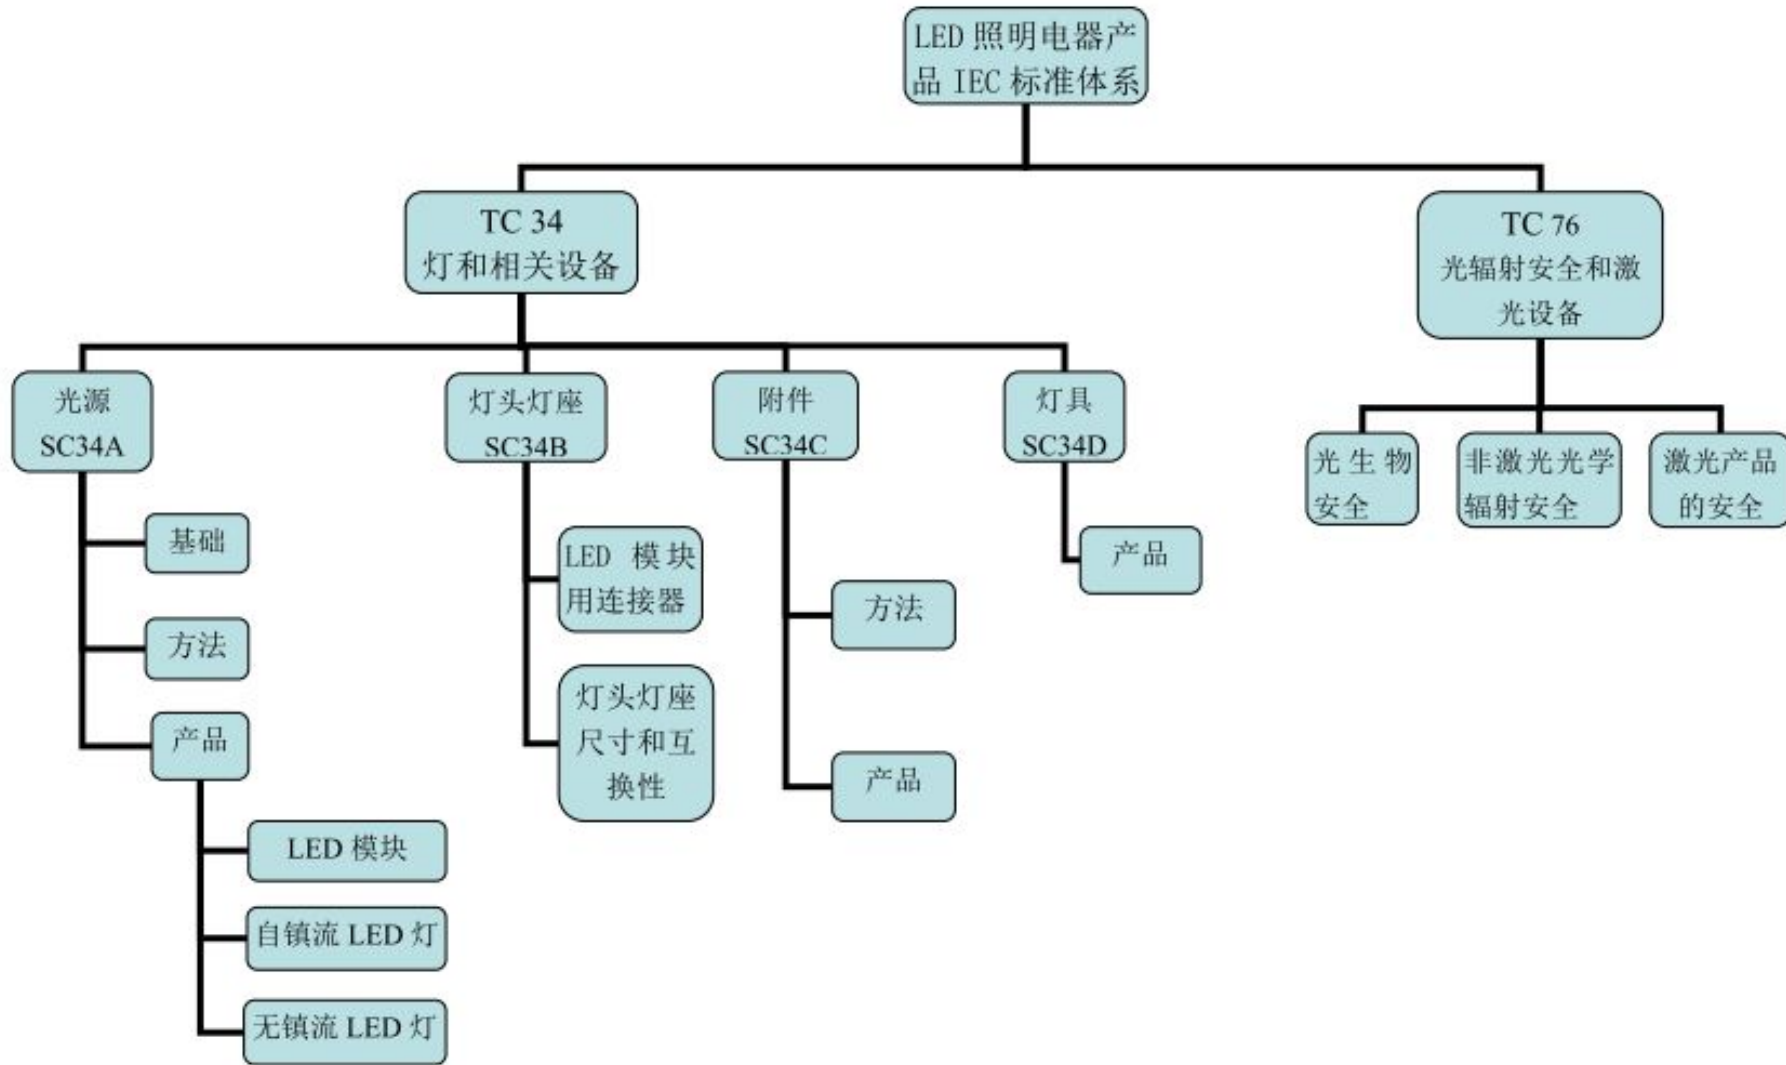 LED 照明电器产
品 IEC 标准体系
TC 34
灯和相关设备
TC 76
光辐射安全和激
光设备
光源
SC34A
灯头灯座
SC34B
附件
SC34C
灯具
SC34D
光生物
安全
非激光光学
辐射安全
激光产品
的安全
基础
方法
产品
LED 模块
自镇流 LED 灯
无镇流 LED 灯
LED 模块
用连接器
灯头灯座
尺寸和互
换性
方法
产品
产品